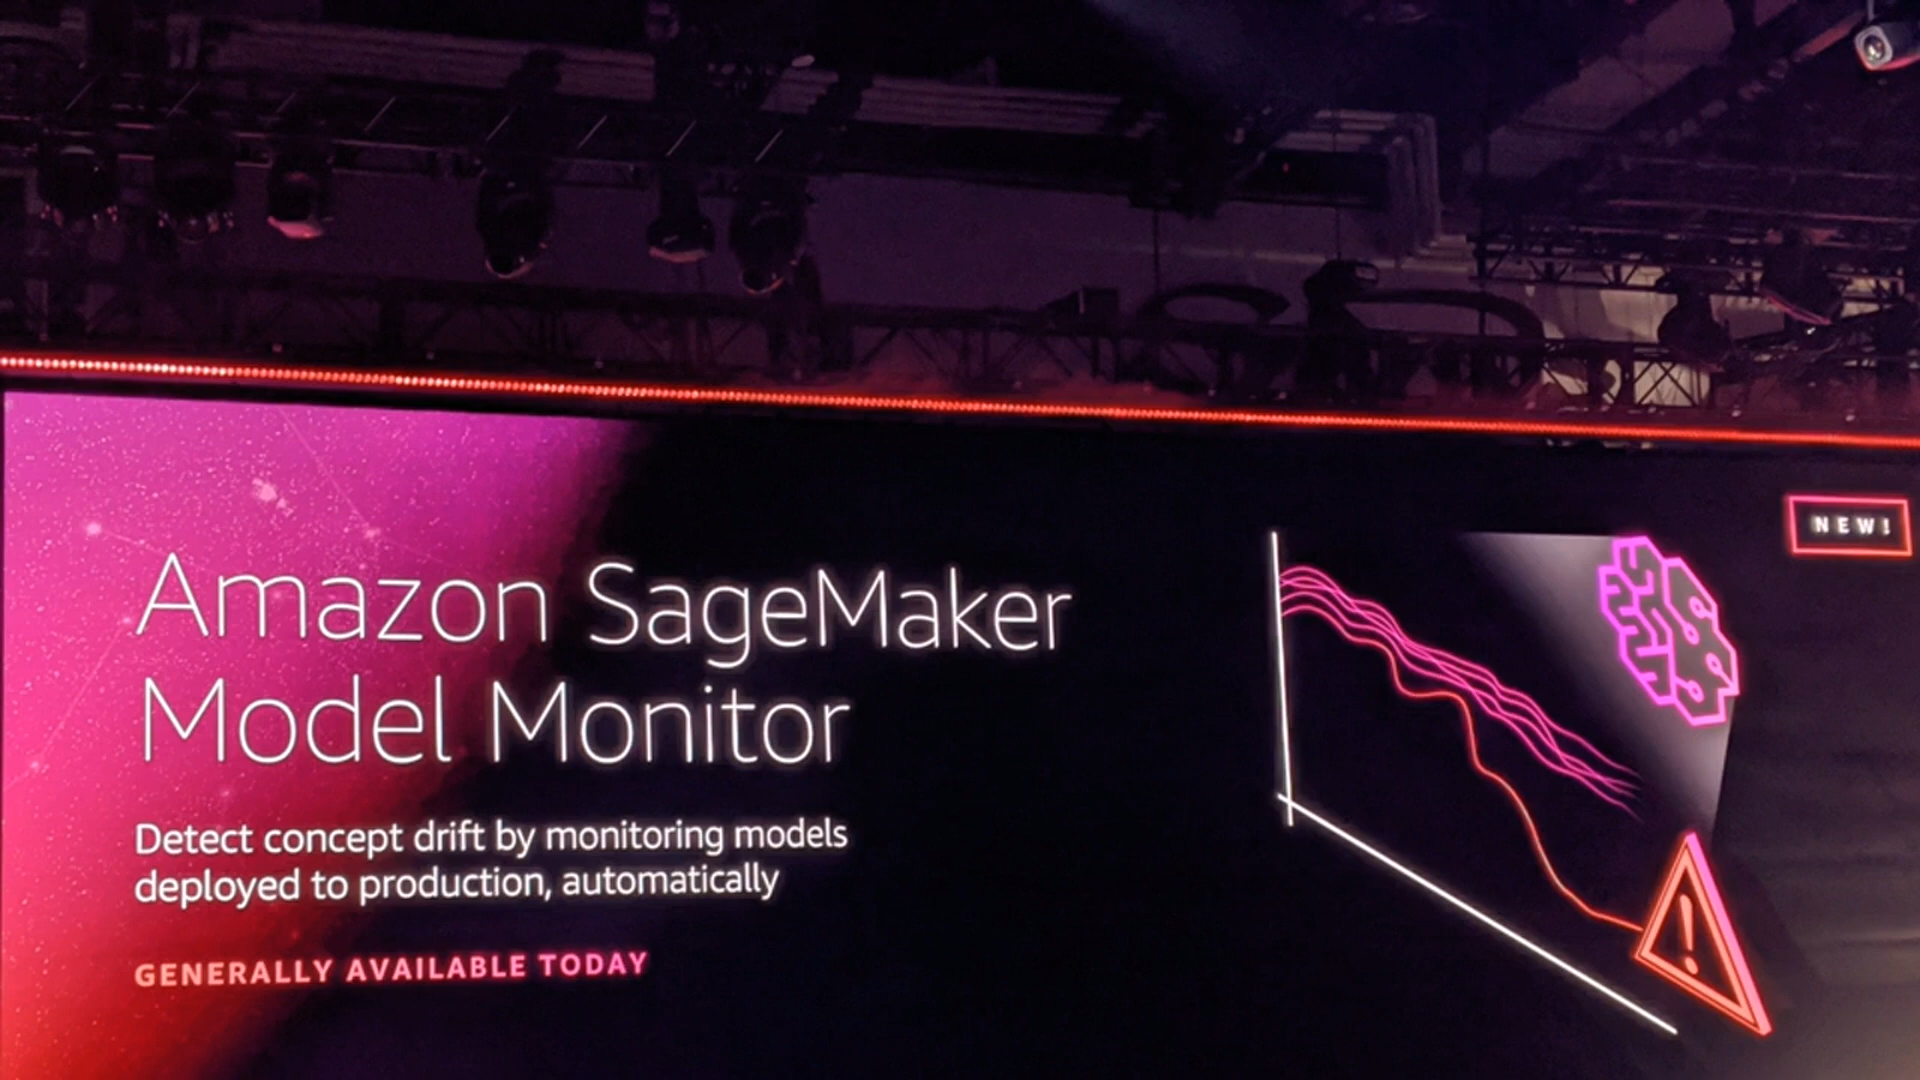 NEW!
Amazon SageMaker
Model Monitor
Detect concept drift by monitoring models
deployed to production, automatically
GENERALLY AVAILABLE TODAY